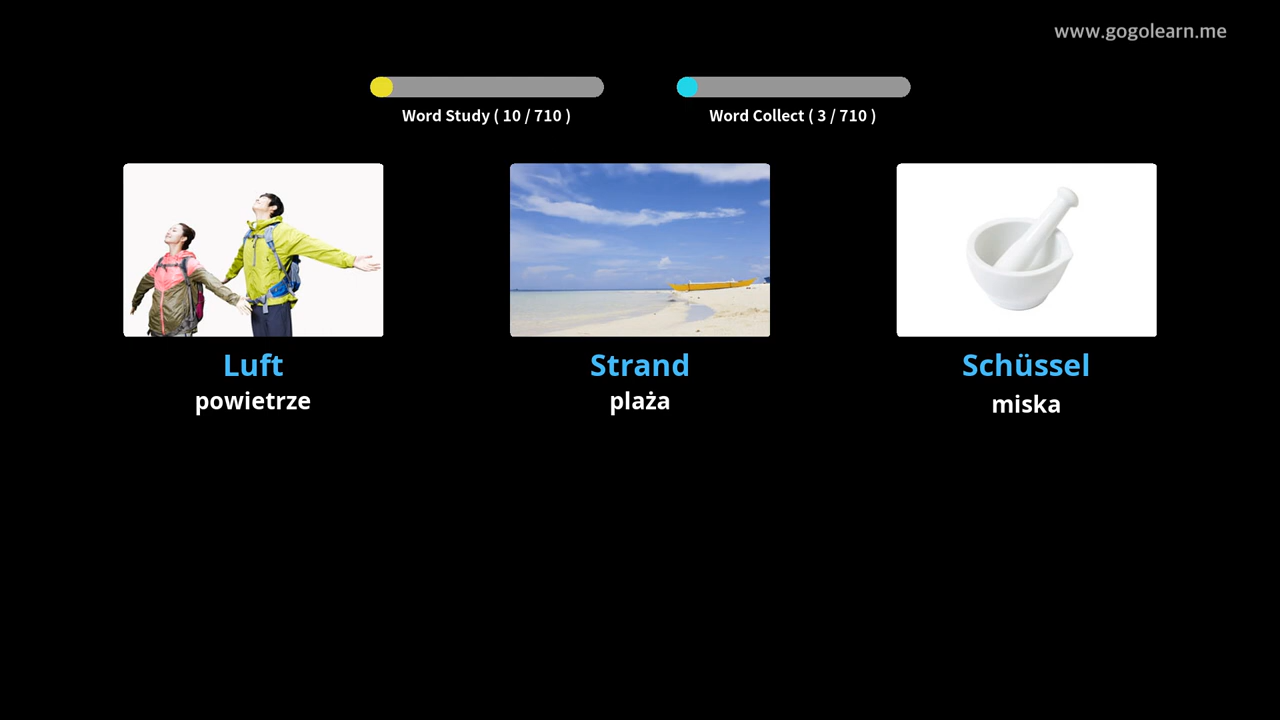 www.gogolearn.me
Word Study ( 10 / 710 )
Word Collect ( 3 / 710 )
Luft
powietrze
Strand
plaża
Schüssel
miska